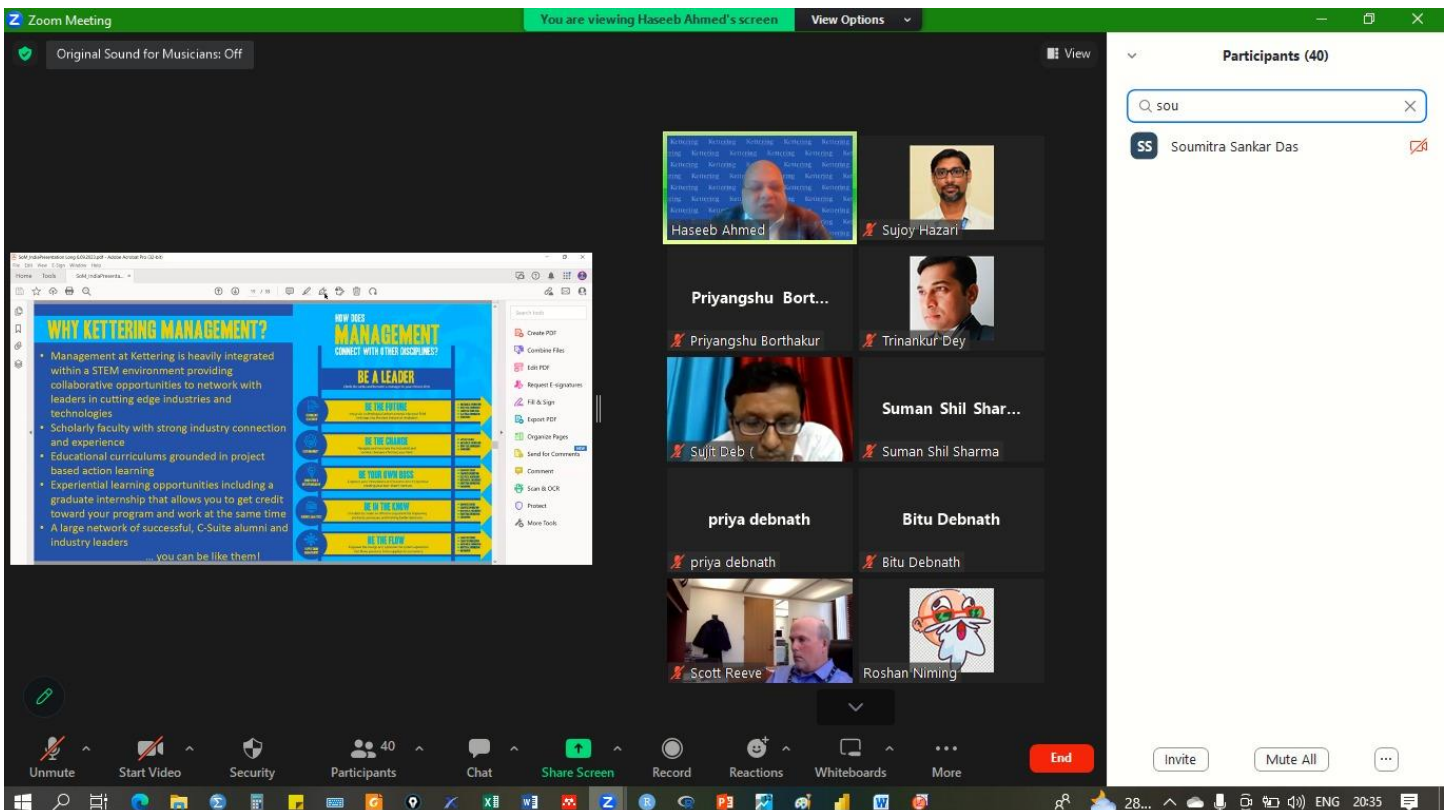 Zoom Meeting
You are viewing Haseeb Ahmed's screen
View Options
Original Sound for Musicians: Off
View
Participants (40)
sou
SS Soumitra Sankar Das
Haseeb Ahmed
Sujoy Hazari
Priyangshu Bort...
Priyangshu Borthakur
Trinankur Dey
Sujit Deb (
Suman Shil Shar...
Suman Shil Sharma
priya debnath
priya debnath
Bitu Debnath
Bitu Debnath
Scott Reeve
Roshan Niming
Home Tools SoM_IndiaPresenta...
WHY KETTERING MANAGEMENT?
• Management at Kettering is heavily integrated
within a STEM environment providing
collaborative opportunities to network with
leaders in cutting edge industries and
technologies
• Scholarly faculty with strong industry connection
and experience
• Educational curriculums grounded in project
based action learning
• Experiential learning opportunities including a
graduate internship that allows you to get credit
toward your program and work at the same time
• A large network of successful, C-Suite alumni and
industry leaders
... you can be like them!
HOW DOES
MANAGEMENT
CONNECT WITH OTHER DISCIPLINES?
BE A LEADER
BE THE FUTURE
BE THE CHANGE
BE YOUR OWN BOSS
BE IN THE KNOW
BE THE FLOW
Search tools
Create PDF
Combine Files
Edit PDF
Request E-signatures
Fill & Sign
Export PDF
Organize Pages
Send for Comments
Comment
Scan & OCR
Protect
More Tools
Unmute
Start Video
Security
40
Participants
Chat
Share Screen
Record
Reactions
Whiteboards
More
End
Invite
Mute All
28...
ENG
20:35